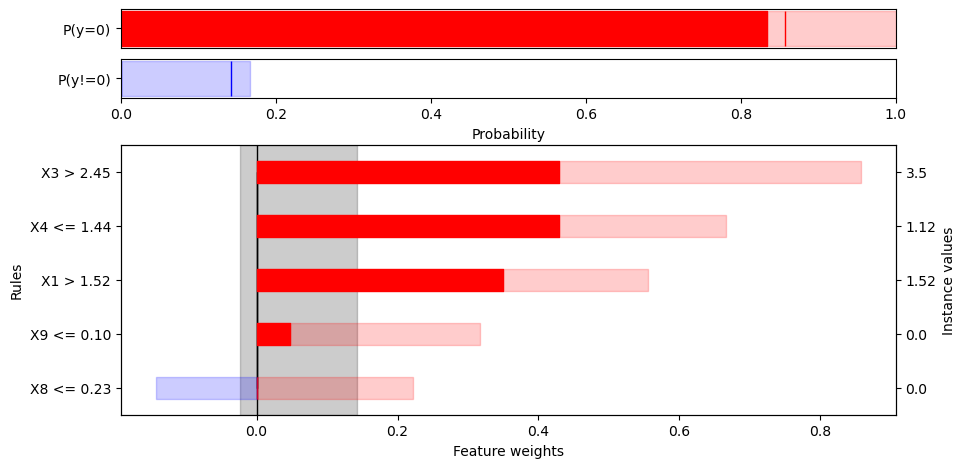 P(y=0)
P(y!=0)
0.0 0.2 0.4 0.6 0.8 1.0
Probability
X3 > 2.45 3.5
X4 <= 1.44 1.12
X1 > 1.52 1.52
X9 <= 0.10 0.0
X8 <= 0.23 0.0
Rules
Instance values
0.0 0.2 0.4 0.6 0.8
Feature weights